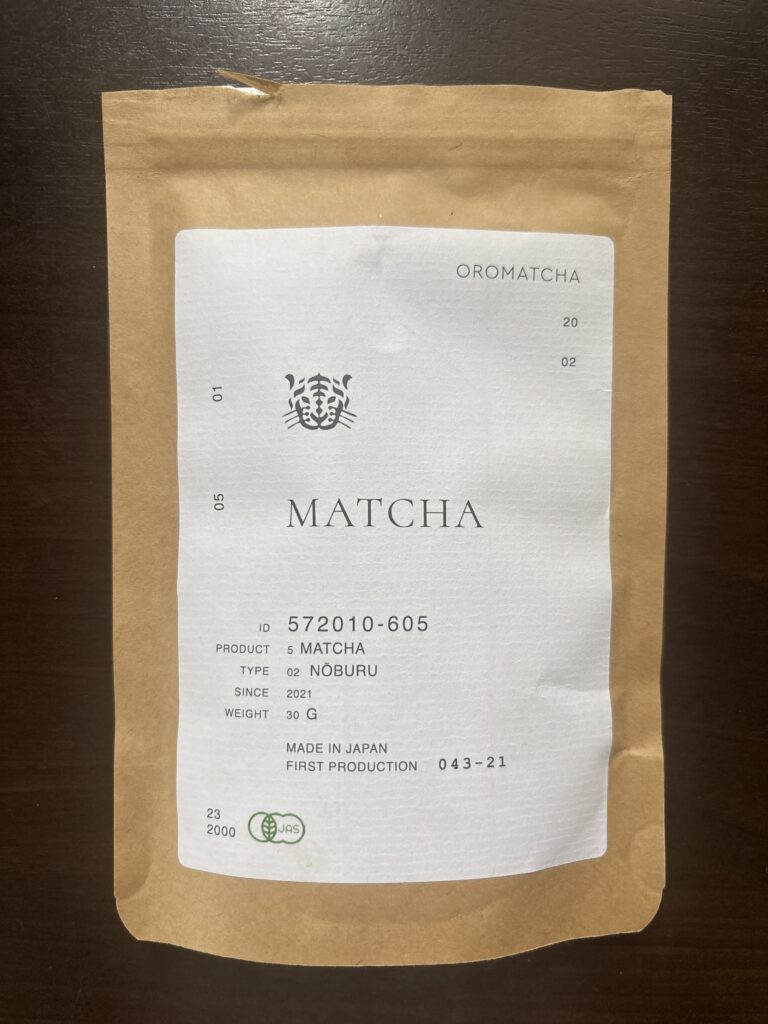 OROMATCHA
20
02
01
05
MATCHA
ID 572010-605
PRODUCT 5 MATCHA
TYPE 02 NŌBURU
SINCE 2021
WEIGHT 30 G
MADE IN JAPAN
FIRST PRODUCTION 043-21
23
2000
JAS